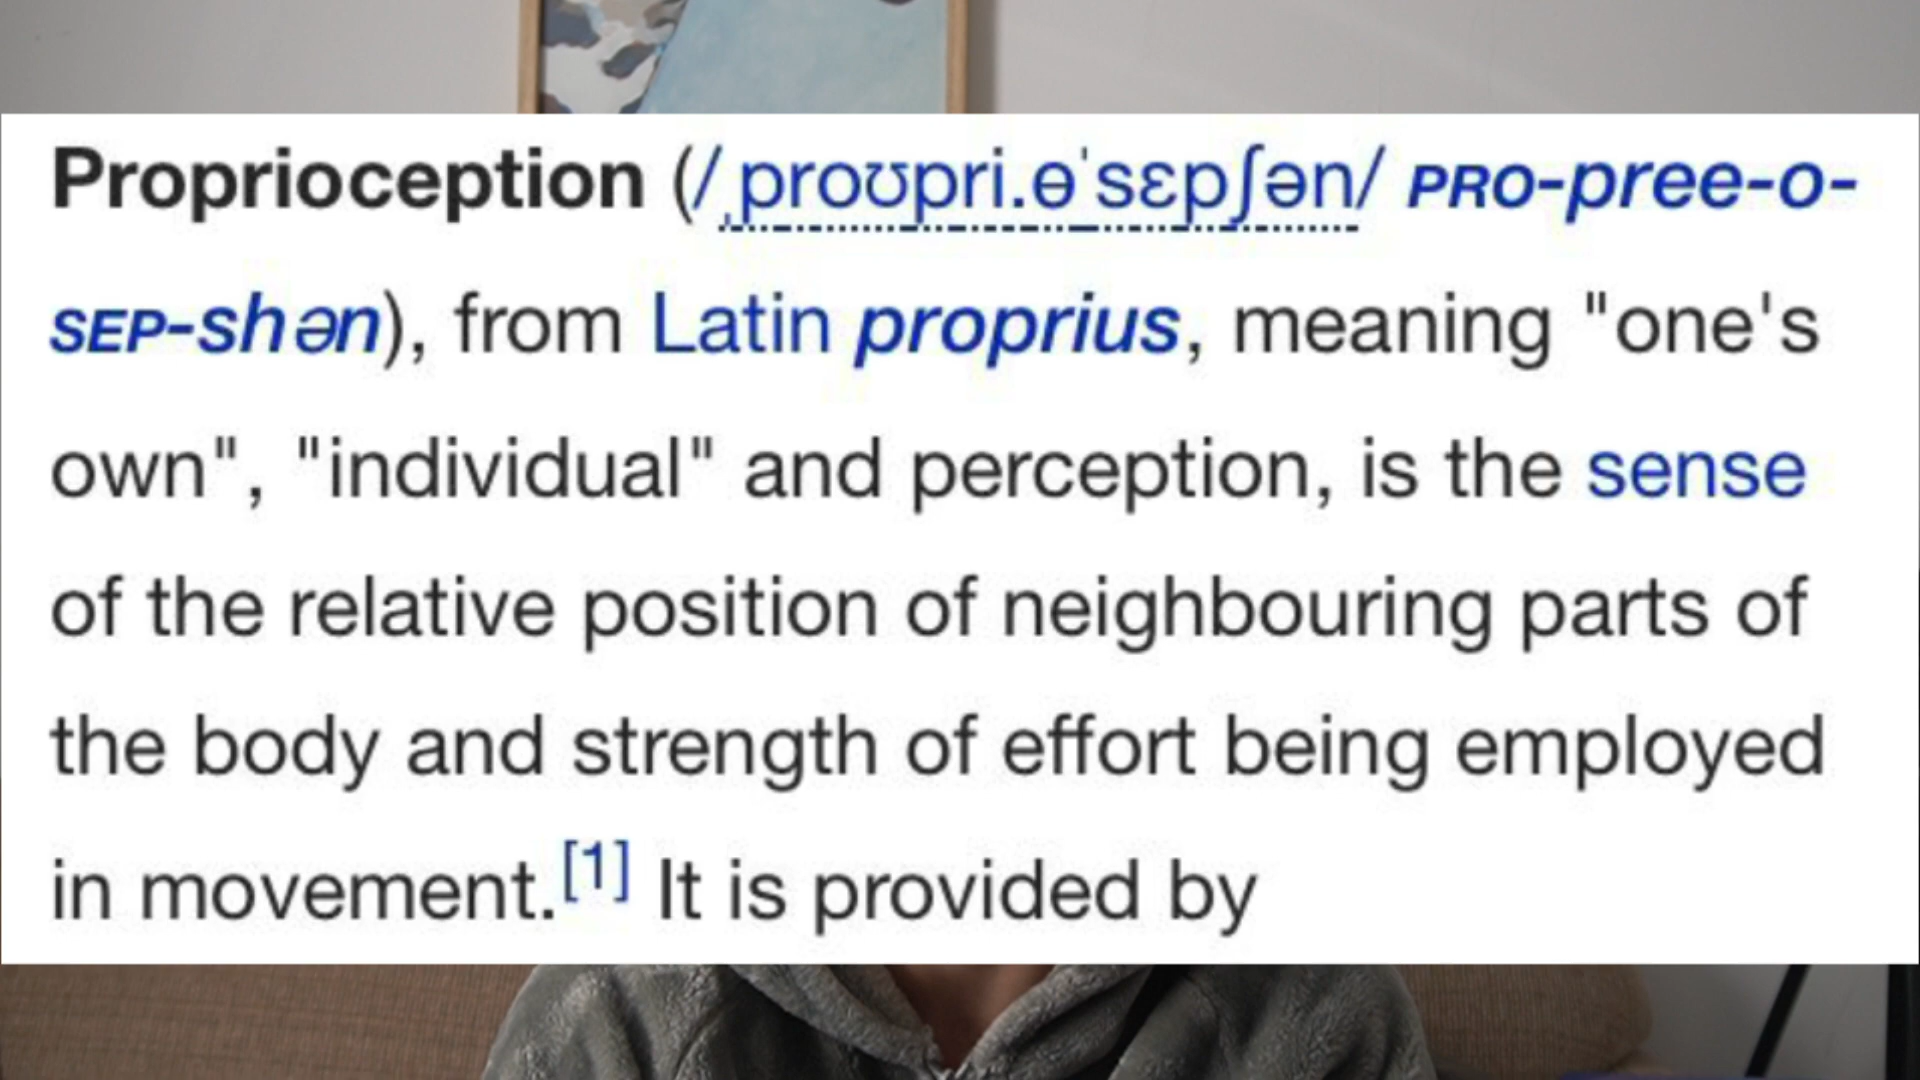 Proprioception (/ˌproʊpri.ɵˈsɛpʃən/ PRO-pree-o-
SEP-shən), from Latin proprius, meaning "one's
own", "individual" and perception, is the sense
of the relative position of neighbouring parts of
the body and strength of effort being employed
in movement.[1] It is provided by